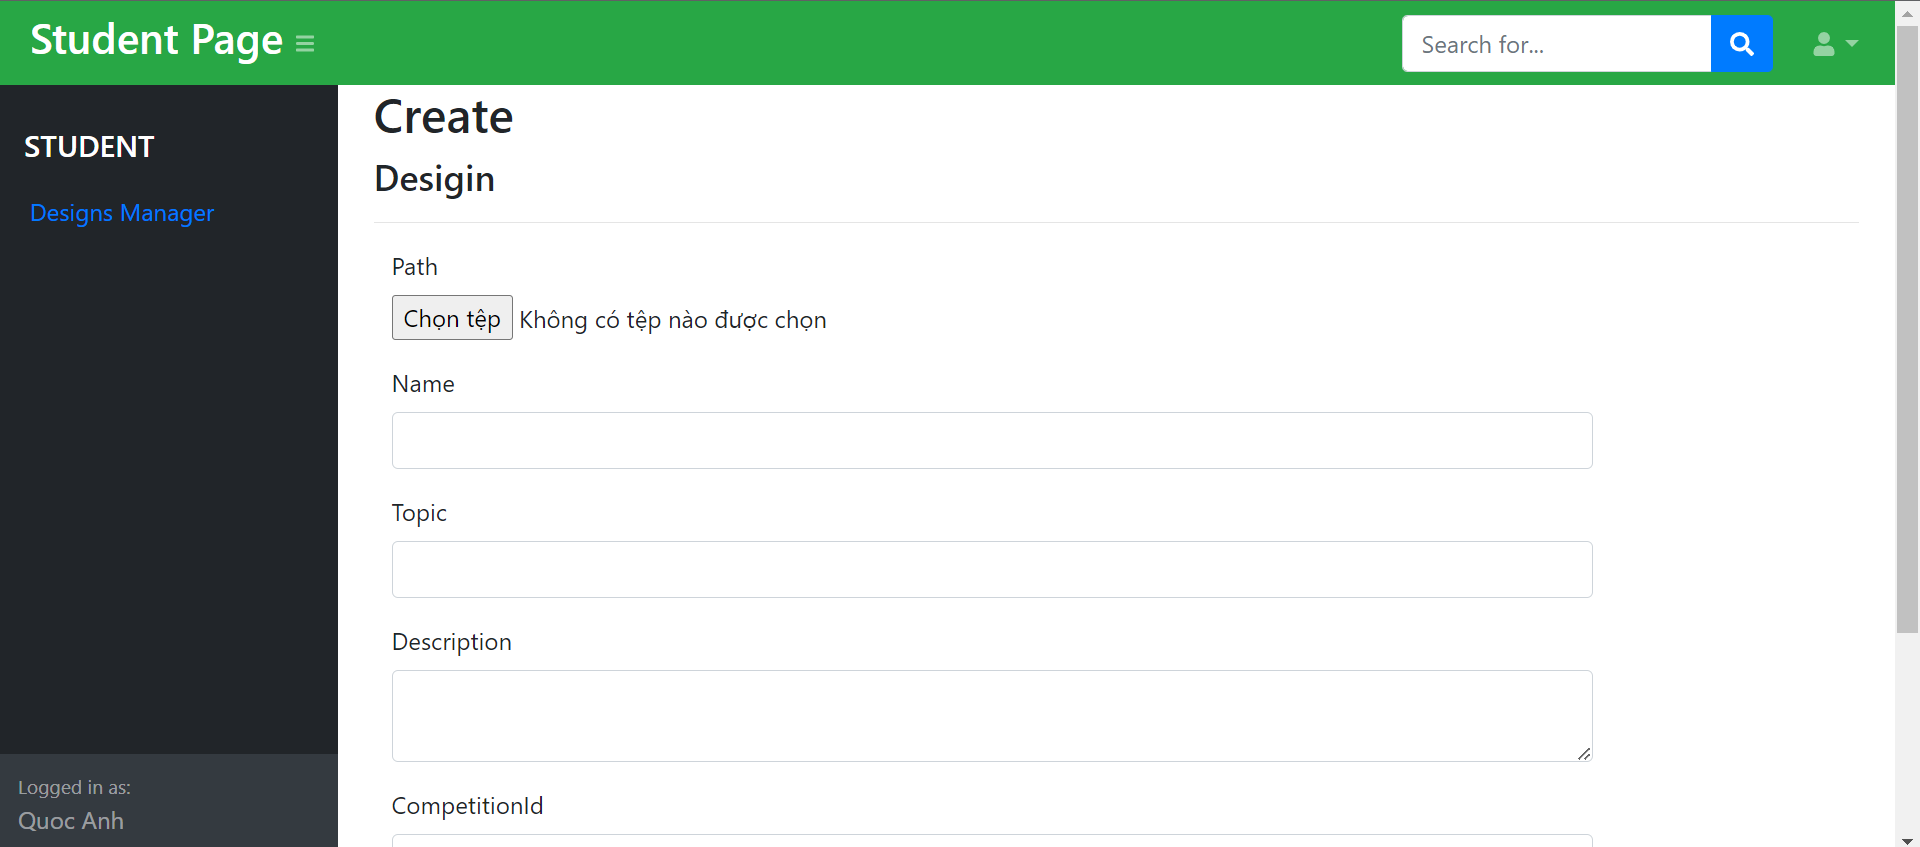 Student Page
Search for...
STUDENT
Designs Manager
Create
Desigin
Path
Chọn tệp Không có tệp nào được chọn
Name
Topic
Description
CompetitionId
Logged in as:
Quoc Anh